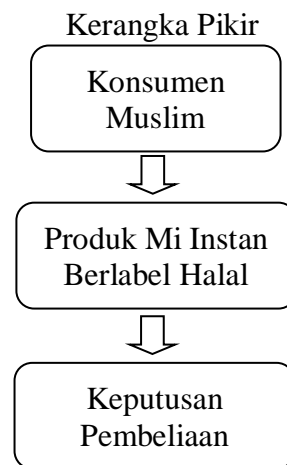 Kerangka Pikir
Konsumen
Muslim
Produk Mi Instan
Berlabel Halal
Keputusan
Pembeliaan